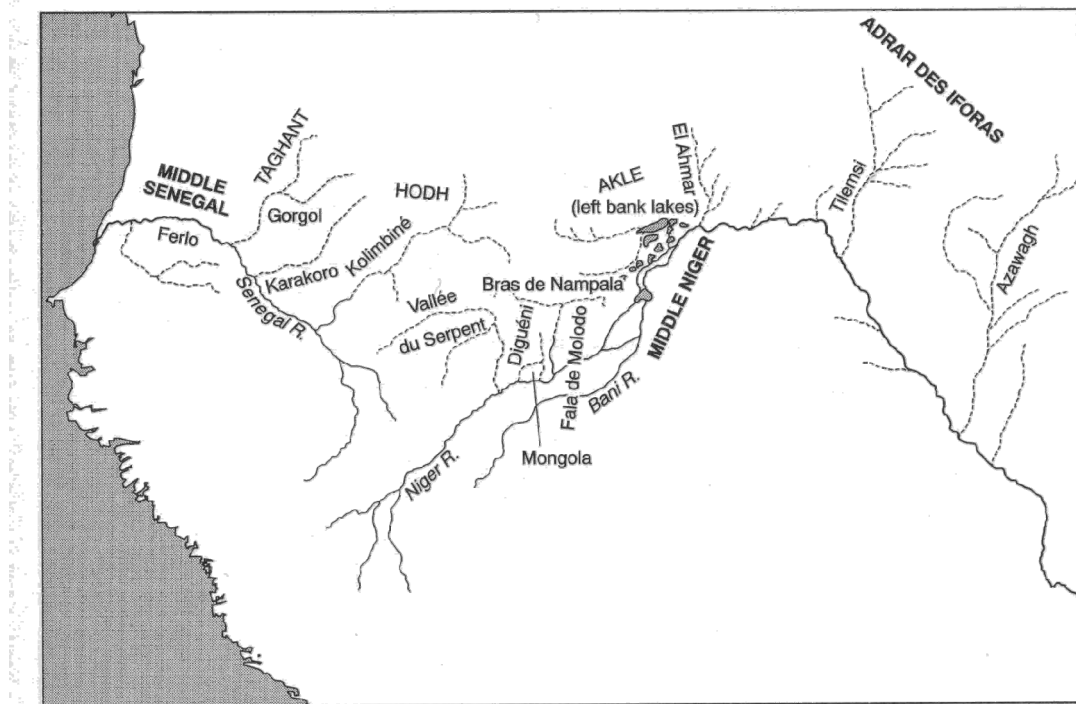 ADRAR DES IFORAS
TAGHANT
MIDDLE
SENEGAL
HODH
AKLE
(left bank lakes)
El Ahmar
Tilemsi
Gorgol
Ferlo
Karakoro
Kolimbiné
Senegal R.
Bras de Nampala
Azawagh
Vallée
du Serpent
Diguéni
Fala de Molodo
MIDDLE NIGER
Bani R.
Mongola
Niger R.